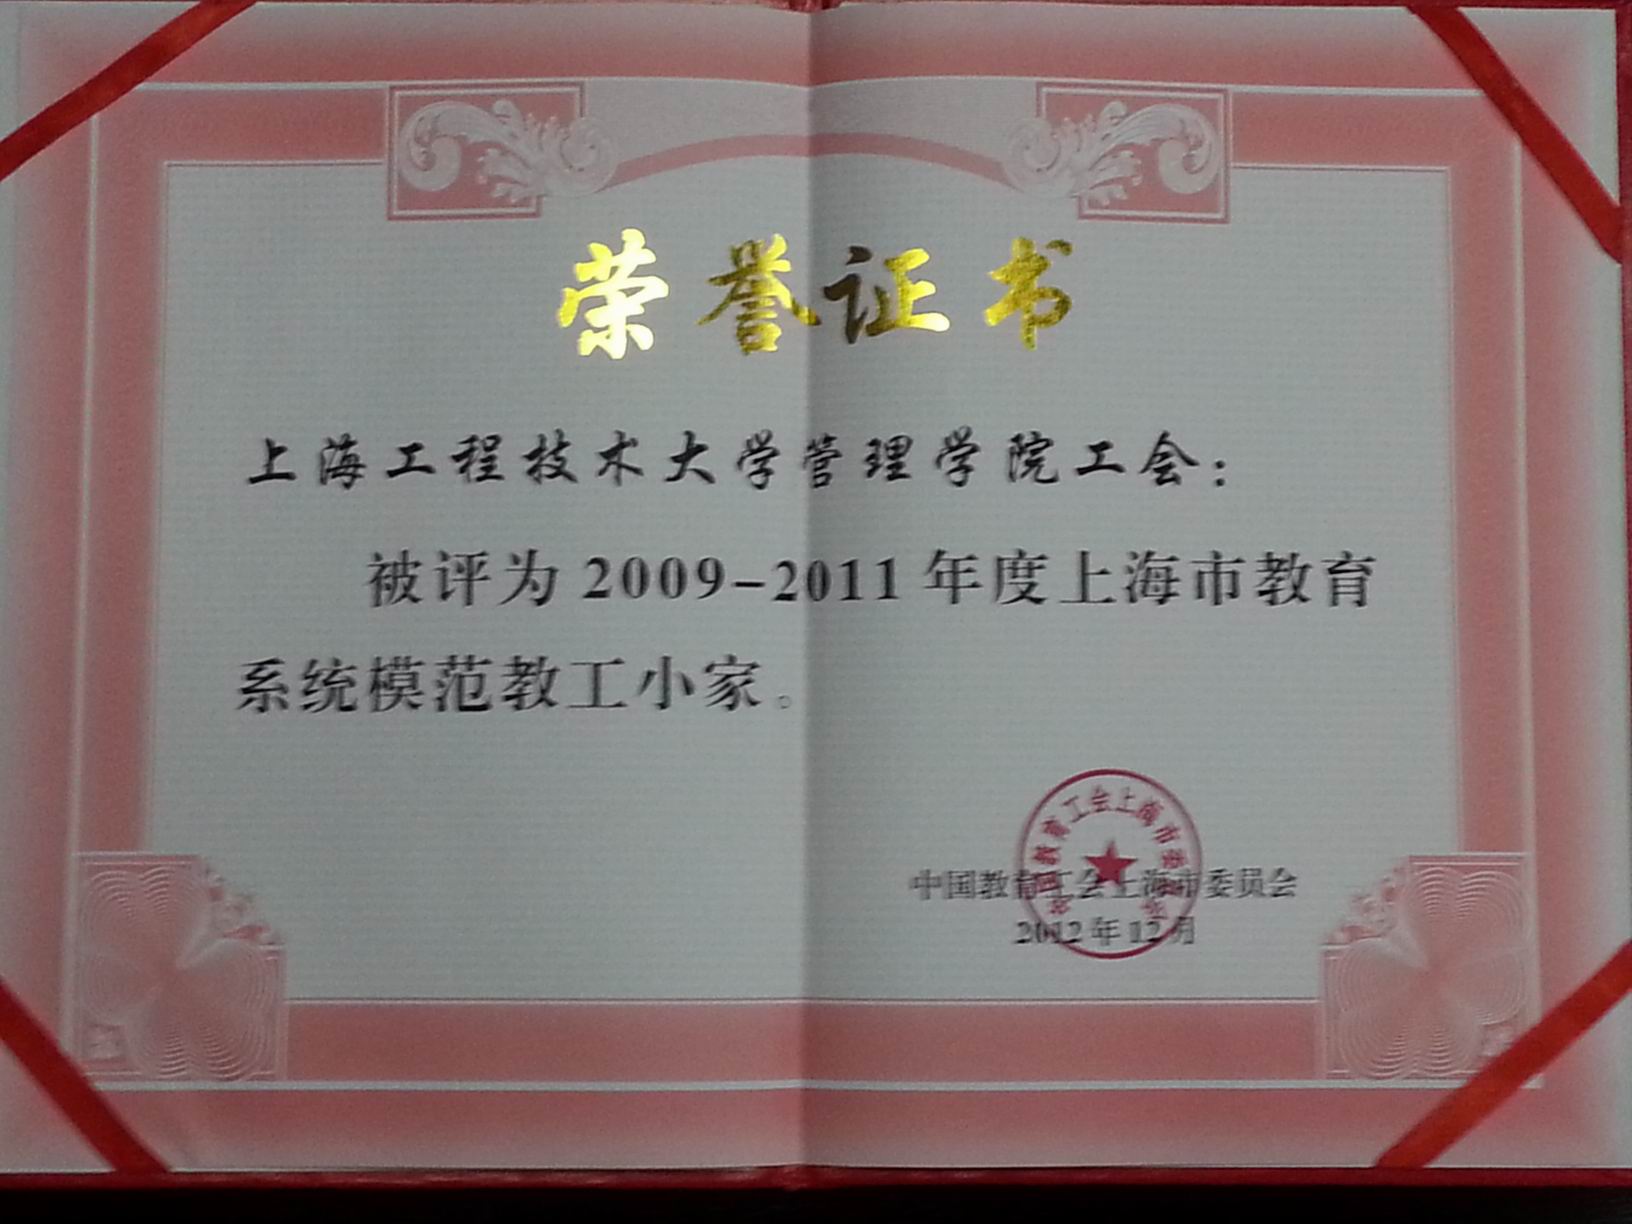 荣誉证书
上海工程技术大学管理学院工会：
被评为2009-2011年度上海市教育
系统模范教工小家。
中国教育工会上海市委员会
2012年12月